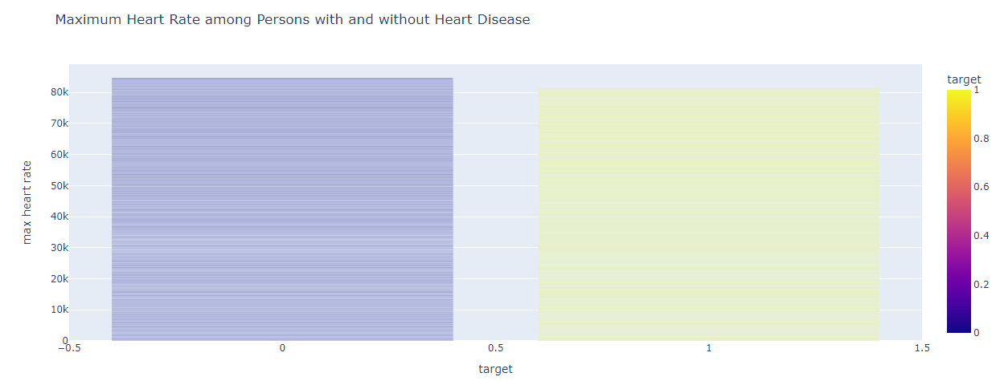 Maximum Heart Rate among Persons with and without Heart Disease
target
1
0.8
0.6
0.4
0.2
0
max heart rate
80k
70k
60k
50k
40k
30k
20k
10k
0
−0.5
0
0.5
1
1.5
target